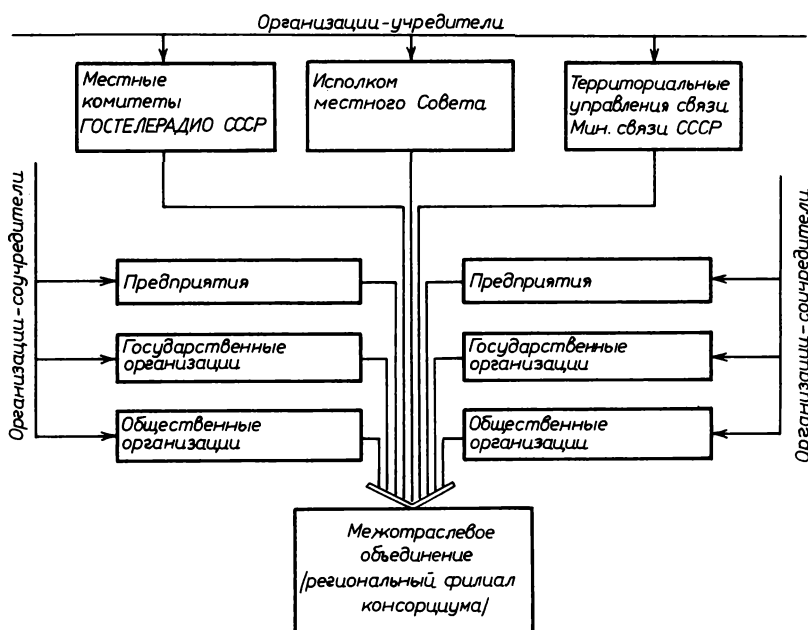 Организации-учредители
Местные
комитеты
ГОСТЕЛЕРАДИО СССР
Исполком
местного Совета
Территориальные
управления связи
Мин. связи СССР
Организации-соучредители
Предприятия
Государственные
организации
Общественные
организации
Предприятия
Государственные
организации
Общественные
организации
Организации-соучредители
Межотраслевое
объединение
/региональный филиал
консорциума/